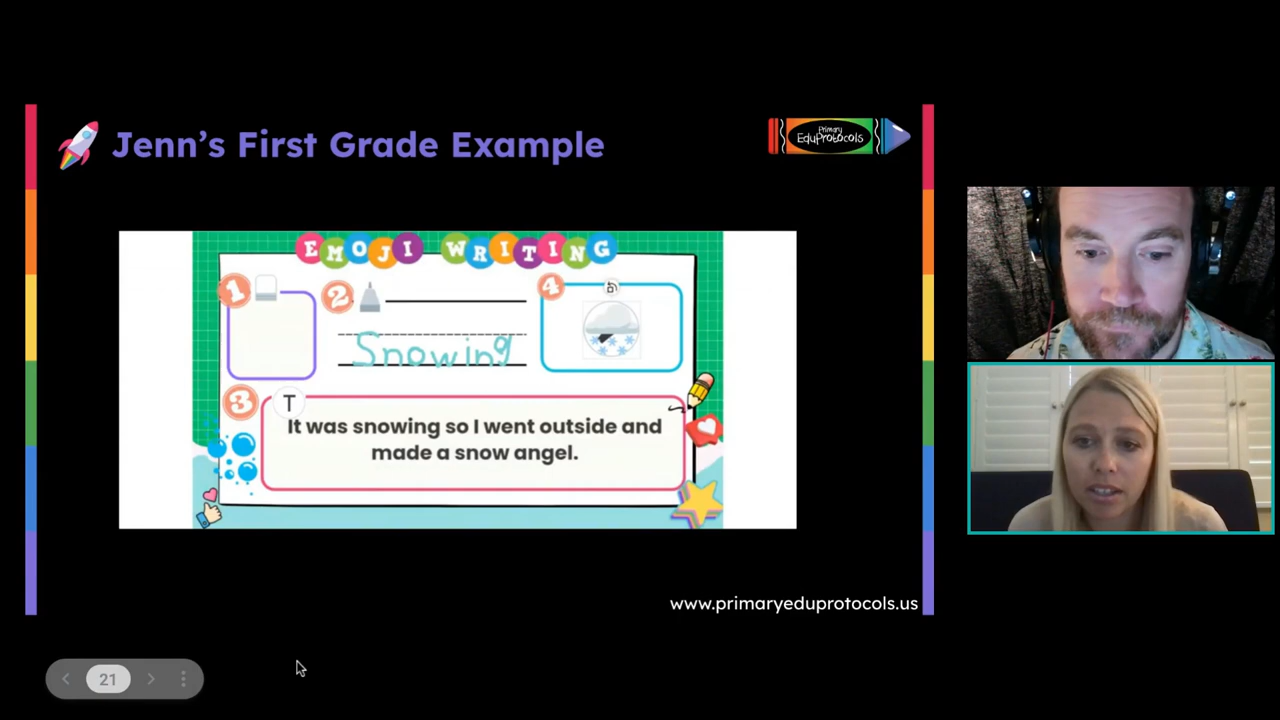 Jenn's First Grade Example
Primary
EduProtocols
EMOJI WRITING
1
2
4
Snowing
3
T
It was snowing so I went outside and
made a snow angel.
www.primaryeduprotocols.us
21